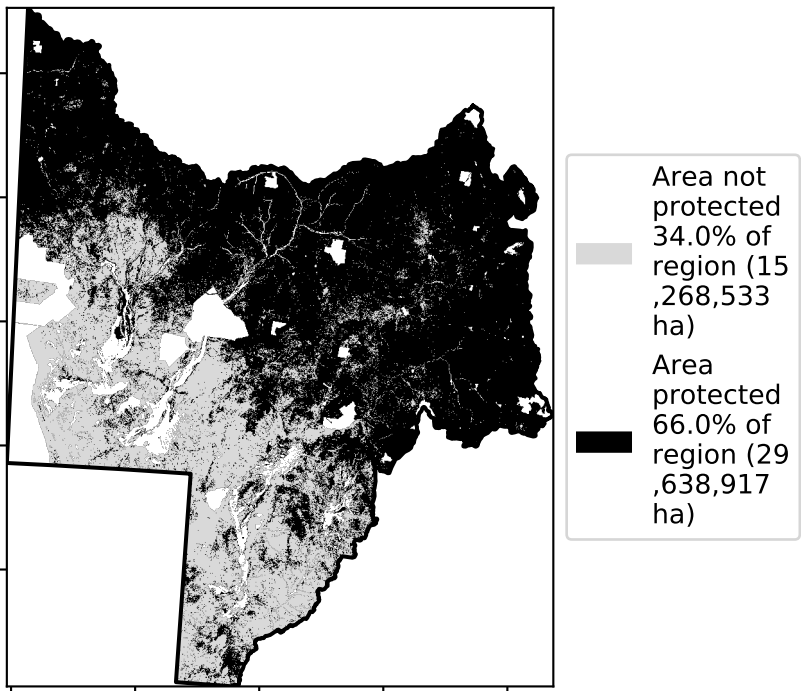 Area not
protected
34.0% of
region (15
,268,533
ha)
Area
protected
66.0% of
region (29
,638,917
ha)